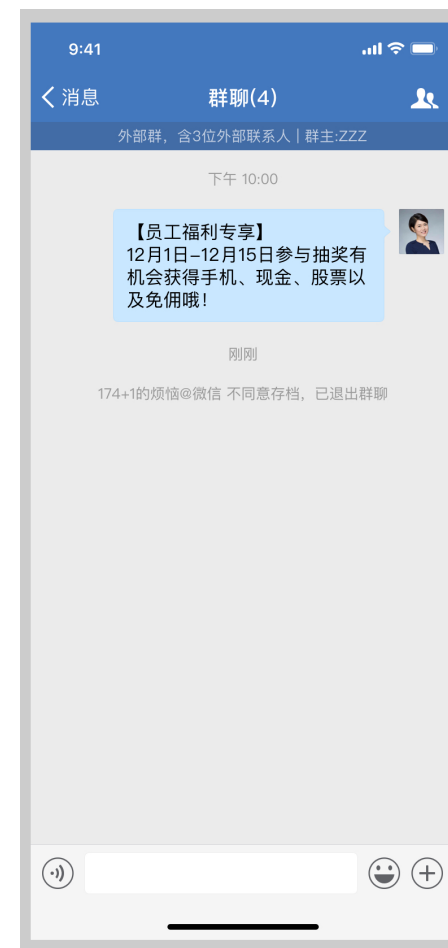 9:41
消息
群聊(4)
外部群，含3位外部联系人 | 群主:ZZZ
下午 10:00
【员工福利专享】
12月1日-12月15日参与抽奖有
机会获得手机、现金、股票以
及免佣哦！
刚刚
174+1的烦恼@微信 不同意存档，已退出群聊